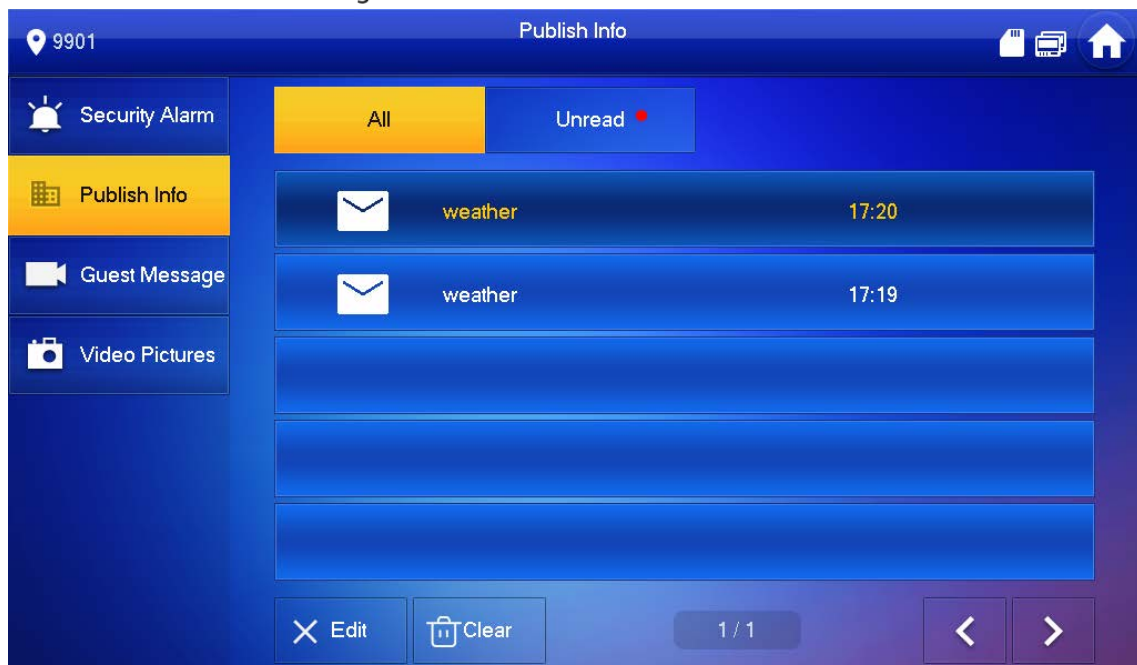 9901
Publish Info
Security Alarm
Publish Info
Guest Message
Video Pictures
All
Unread
weather 17:20
weather 17:19
Edit
Clear
1 / 1